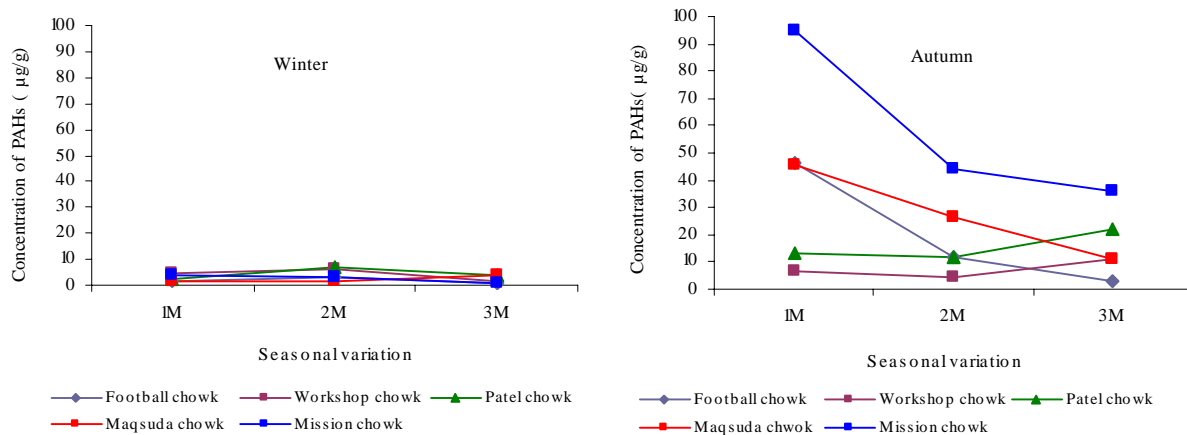 100
90
80
70
60
50
40
30
20
10
0
Concentration of PAHs ( µg/g)
Winter
1M 2M 3M
Seasonal variation
Football chowk Workshop chowk Patel chowk
Maqsuda chowk Mission chowk
100
90
80
70
60
50
40
30
20
10
0
Concentration of PAHs( µg/g)
Autumn
1M 2M 3M
Seasonal variation
Football chowk Workshop chowk Patel chowk
Maqsuda chwok Mission chowk